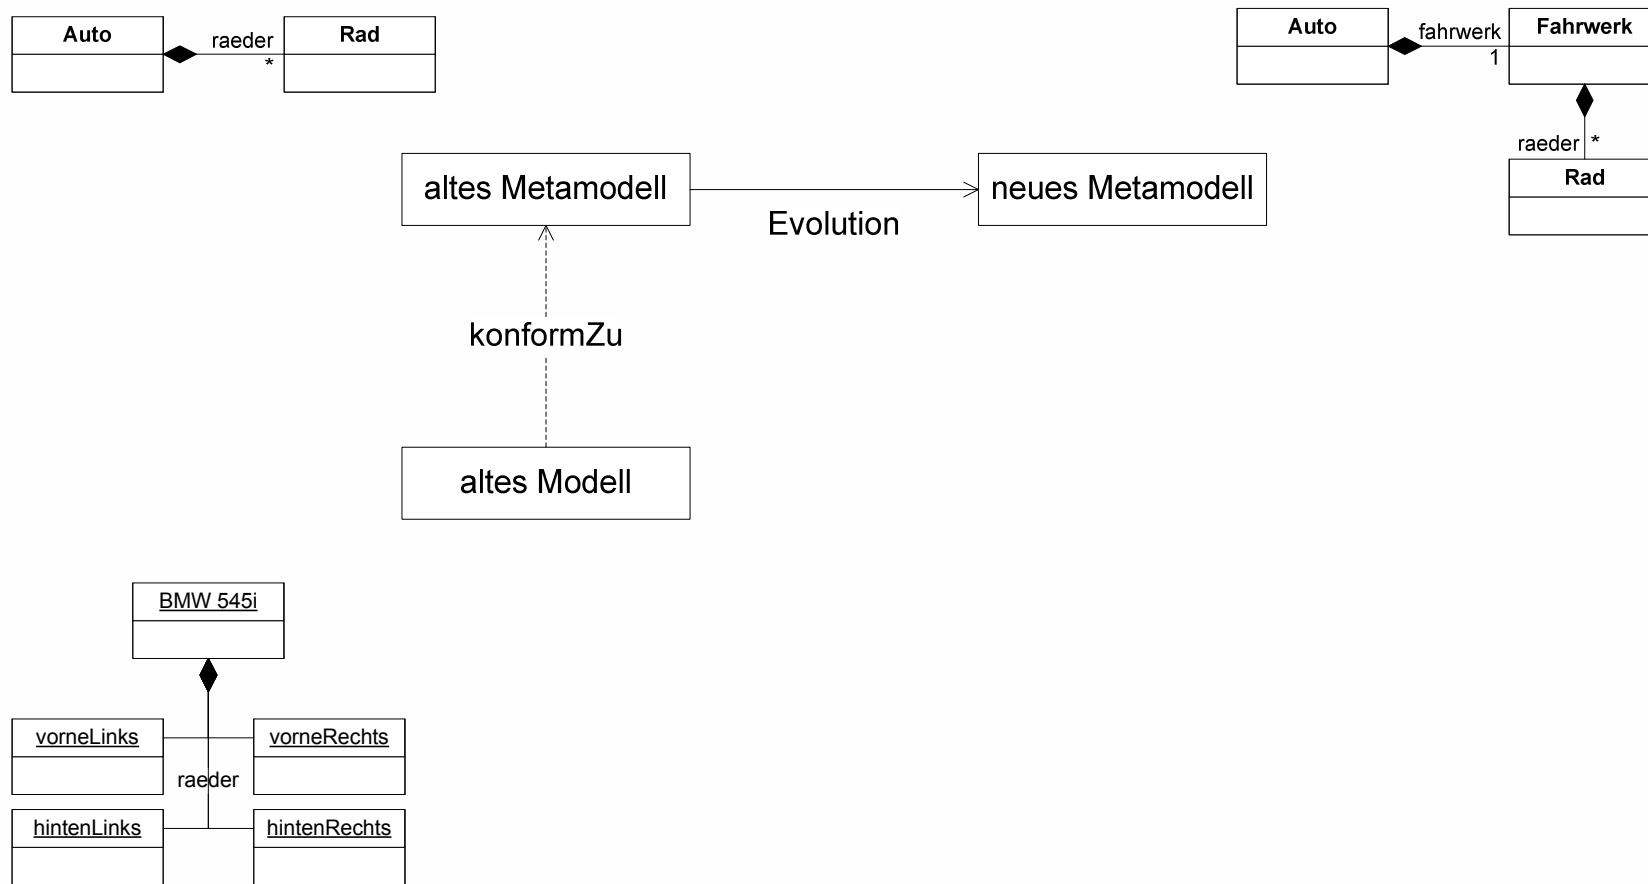 Auto
raeder
*
Rad
Auto
fahrwerk
1
Fahrwerk
raeder
*
Rad
altes Metamodell
Evolution
neues Metamodell
konformZu
altes Modell
BMW 545i
vorneLinks
vorneRechts
raeder
hintenLinks
hintenRechts